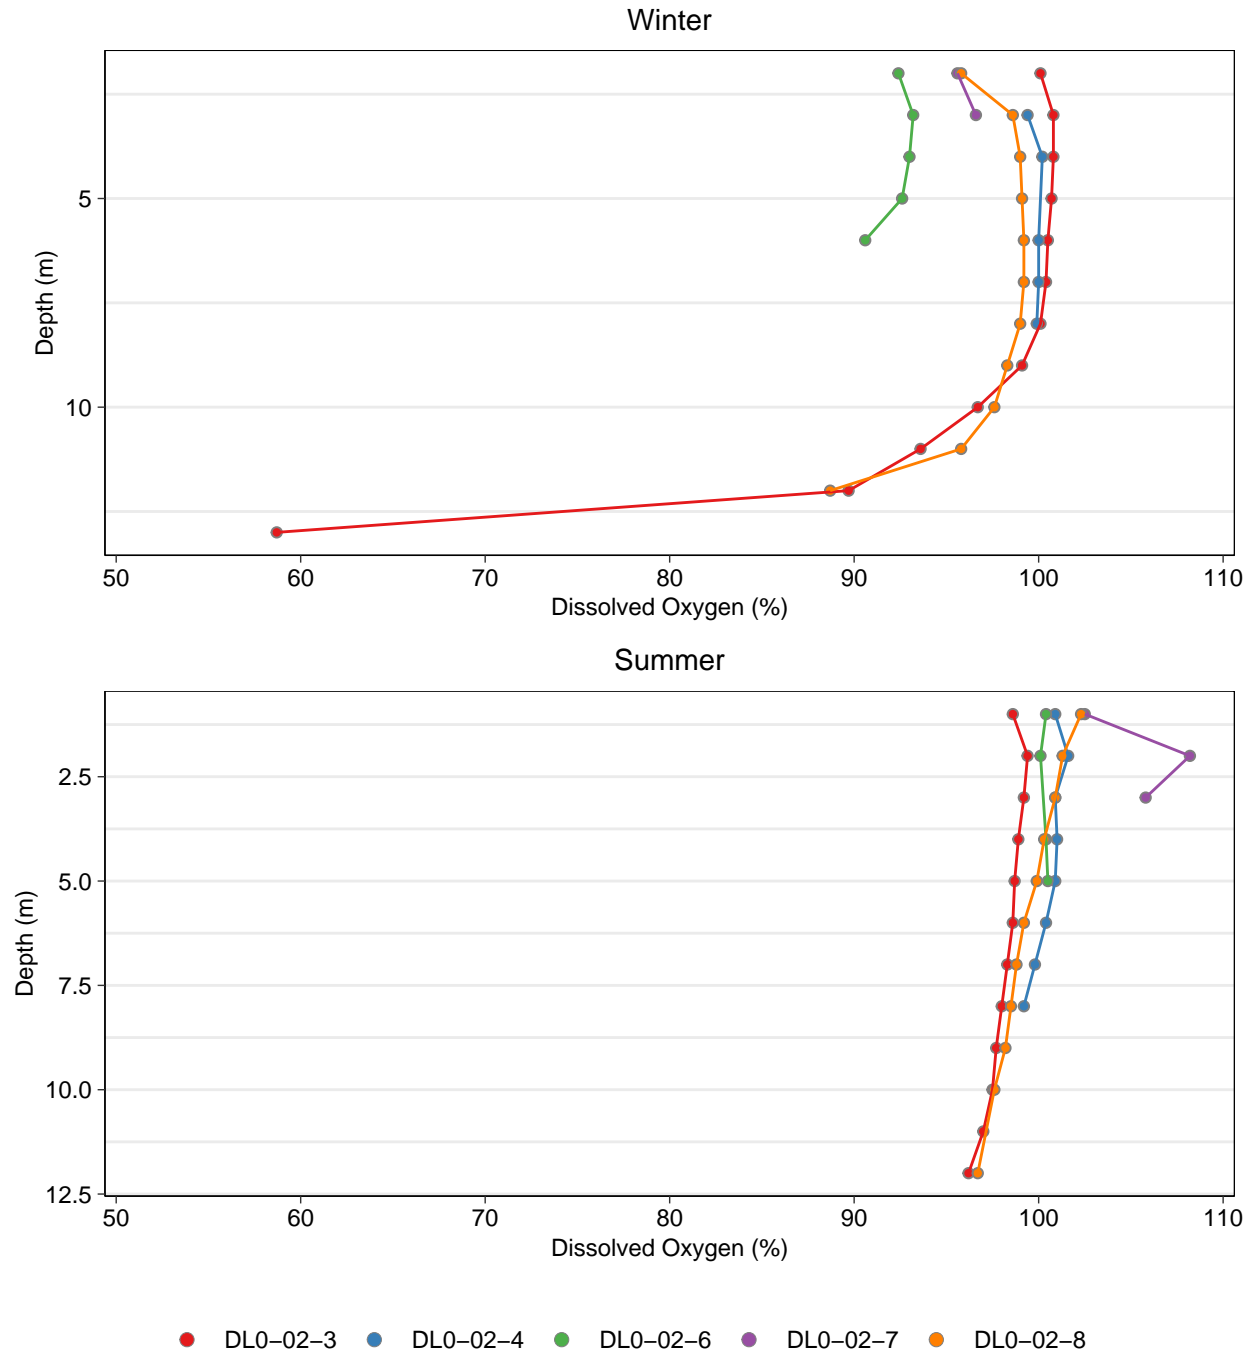 Winter
Depth (m)
5
10
50 60 70 80 90 100 110
Dissolved Oxygen (%)
Summer
Depth (m)
2.5
5.0
7.5
10.0
12.5
50 60 70 80 90 100 110
Dissolved Oxygen (%)
DL0−02−3 DL0−02−4 DL0−02−6 DL0−02−7 DL0−02−8